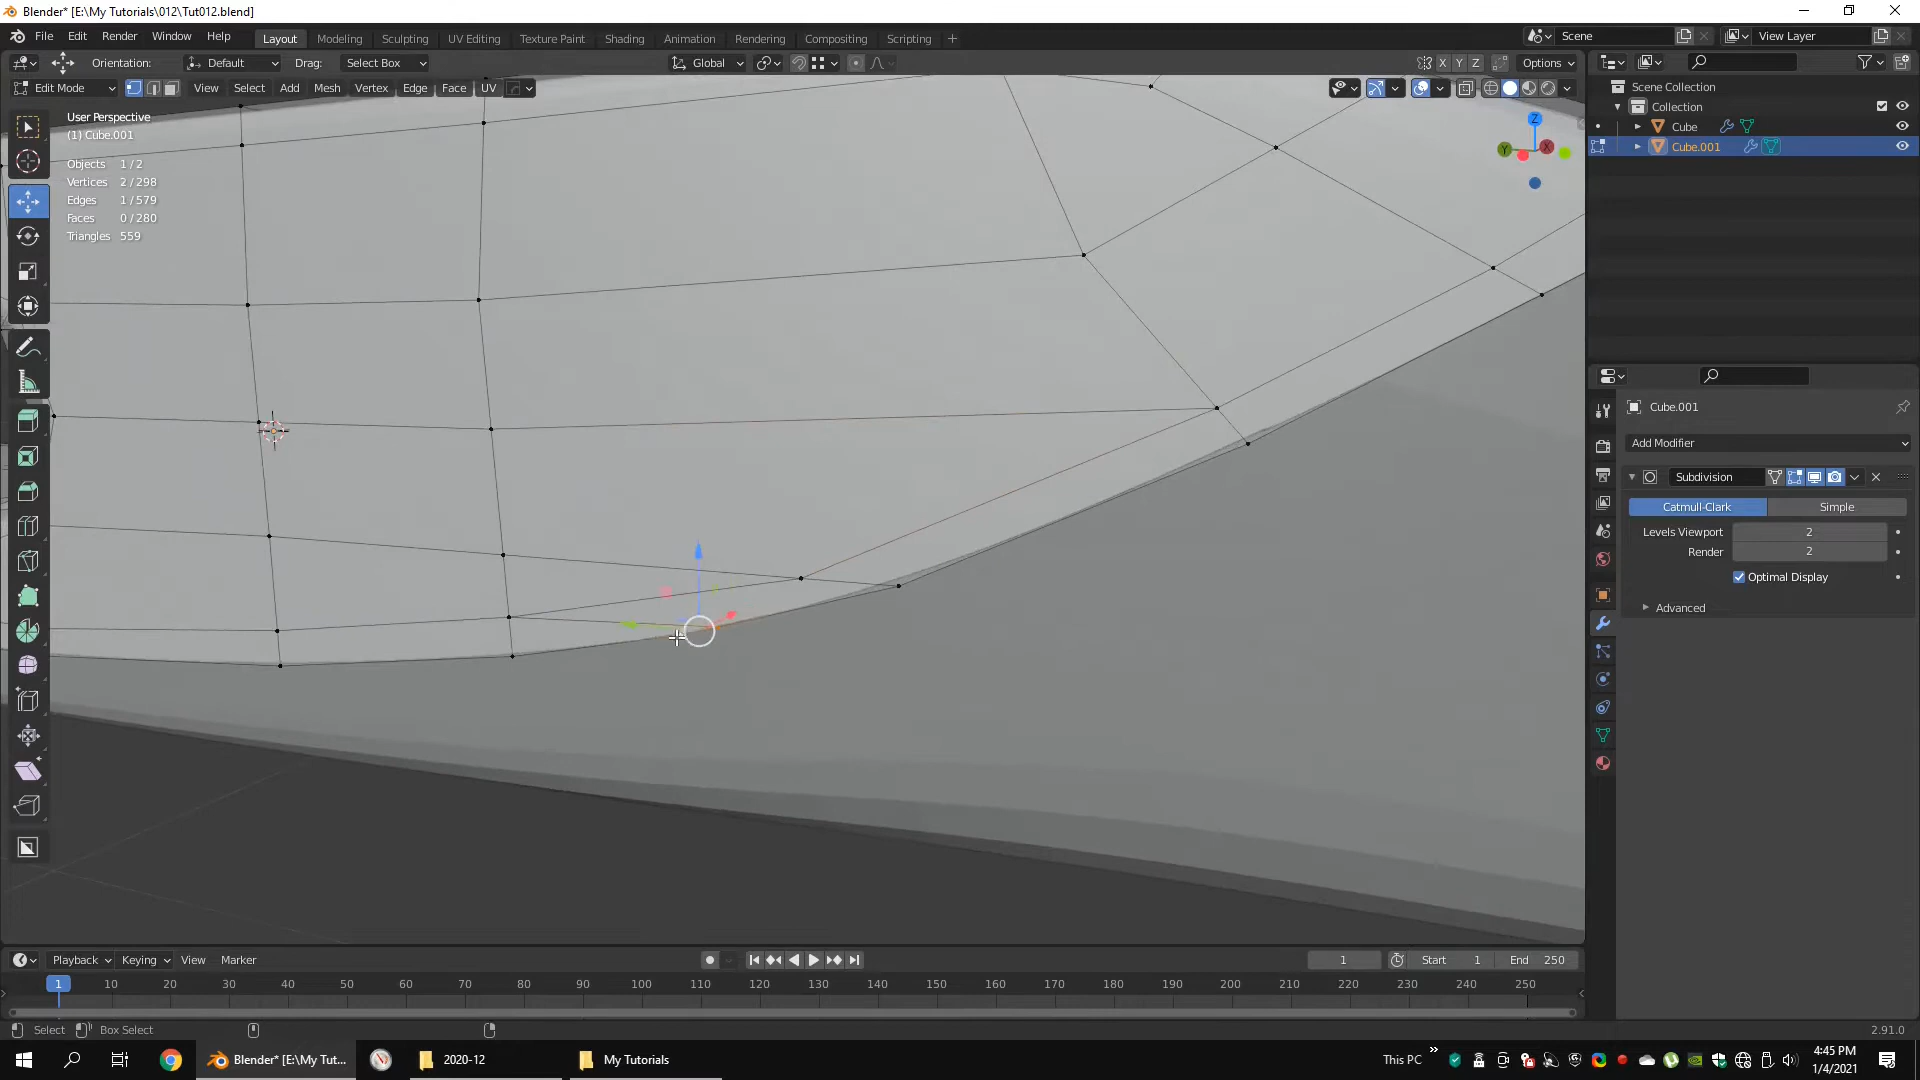 Blender* [E:\My Tutorials\012\Tut012.blend]
File Edit Render Window Help Layout Modeling Sculpting UV Editing Texture Paint Shading Animation Rendering Compositing Scripting Scene View Layer
Orientation: Default Drag: Select Box Global X Y Z Options
Edit Mode View Select Add Mesh Vertex Edge Face UV
User Perspective
(1) Cube.001
Objects 1 / 2
Vertices 2 / 298
Edges 1 / 579
Faces 0 / 280
Triangles 559
Z
Y X
Scene Collection
Collection
Cube
Cube.001
Cube.001
Add Modifier
Subdivision
Catmull-Clark Simple
Levels Viewport 2
Render 2
Optimal Display
Advanced
Playback Keying View Marker 1 Start 1 End 250
1 10 20 30 40 50 60 70 80 90 100 110 120 130 140 150 160 170 180 190 200 210 220 230 240 250
Select Box Select 2.91.0
Blender* [E:\My Tut... 2020-12 My Tutorials This PC 4:45 PM
1/4/2021